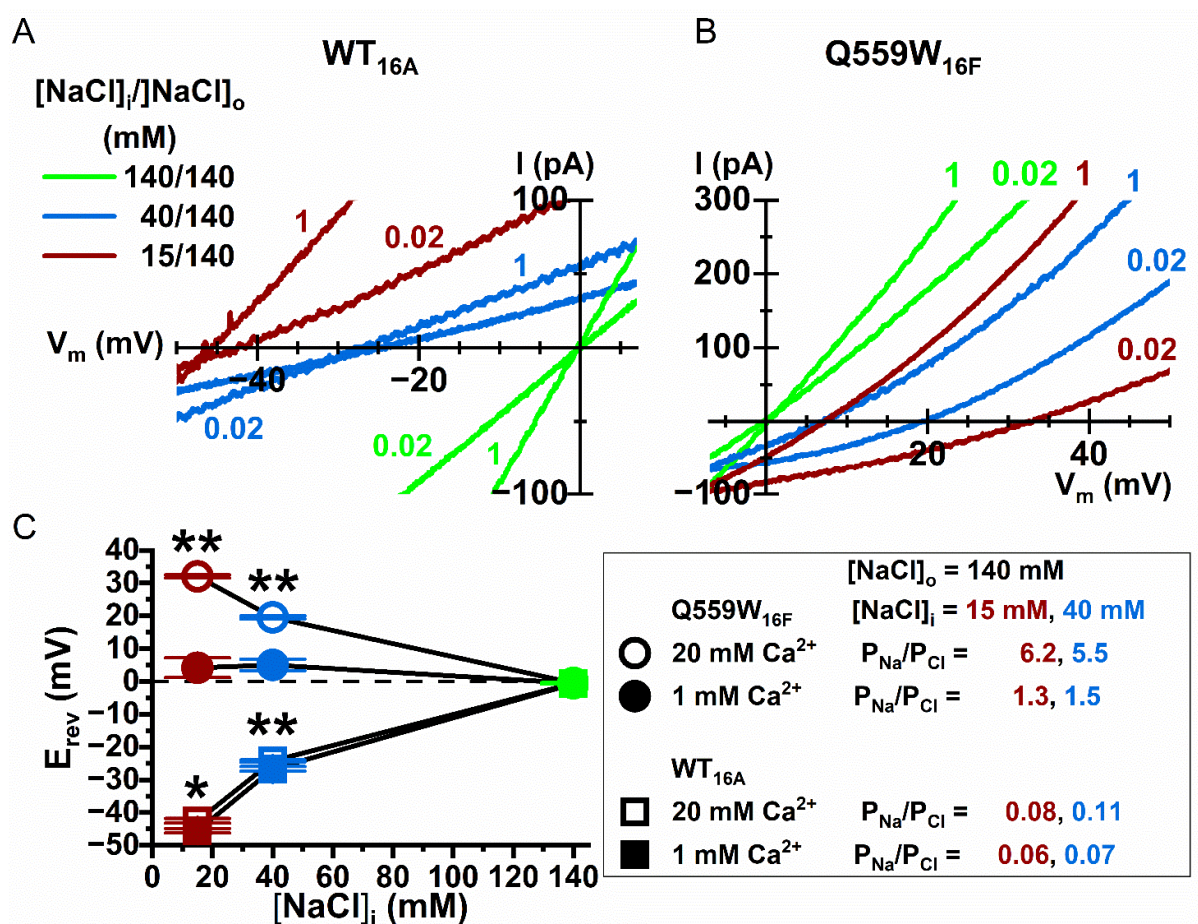 A
WT16A
[NaCl]i/]NaCl]o
(mM)
140/140
40/140
15/140
I (pA)
100
1
0.02
1
Vm (mV)
−40
−20
0.02
0.02
1
−100
B
Q559W16F
I (pA)
1
0.02
1
1
300
200
0.02
100
0.02
20
40
−100
Vm (mV)
C
Erev (mV)
40
30
20
10
0
−10
−20
−30
−40
−50
**
**
**
*
0 20 40 60 80 100 120 140
[NaCl]i (mM)
[NaCl]o = 140 mM
Q559W16F [NaCl]i = 15 mM, 40 mM
20 mM Ca2+ PNa/PCl = 6.2, 5.5
1 mM Ca2+ PNa/PCl = 1.3, 1.5
WT16A
20 mM Ca2+ PNa/PCl = 0.08, 0.11
1 mM Ca2+ PNa/PCl = 0.06, 0.07